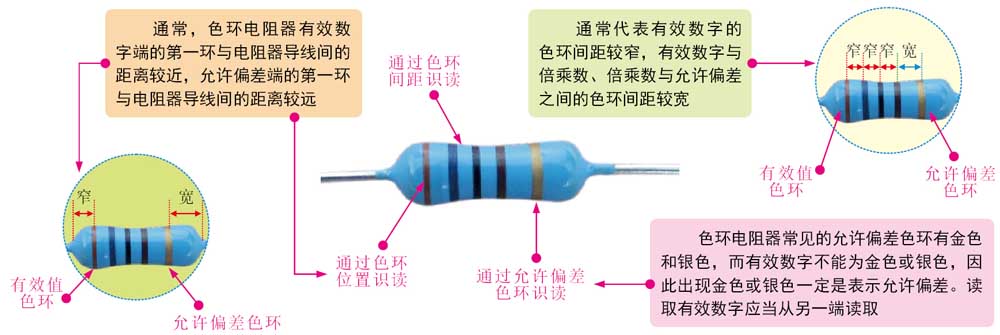 通常，色环电阻器有效数
字端的第一环与电阻器导线间的
距离较近，允许偏差端的第一环
与电阻器导线间的距离较远
通过色环
间距识读
通常代表有效数字的
色环间距较窄，有效数字与
倍乘数、倍乘数与允许偏差
之间的色环间距较宽
窄 窄 窄 宽
有效值
色环
允许偏差
色环
窄 宽
有效值
色环
允许偏差色环
通过色环
位置识读
通过允许偏差
色环识读
色环电阻器常见的允许偏差色环有金色
和银色，而有效数字不能为金色或银色，因
此出现金色或银色一定是表示允许偏差。读
取有效数字应当从另一端读取